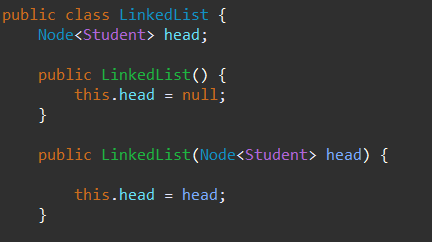 public class LinkedList {
    Node<Student> head;

    public LinkedList() {
        this.head = null;
    }

    public LinkedList(Node<Student> head) {

        this.head = head;
    }